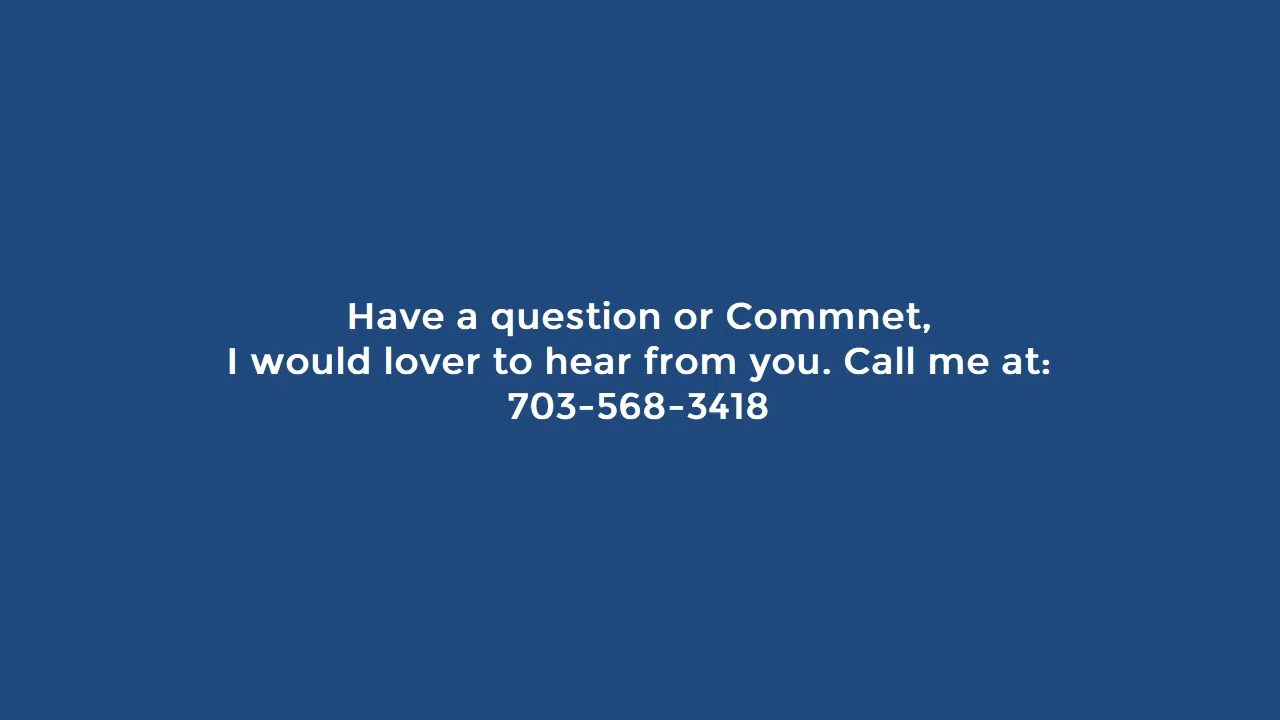 Have a question or Commnet,
I would lover to hear from you. Call me at:
703-568-3418